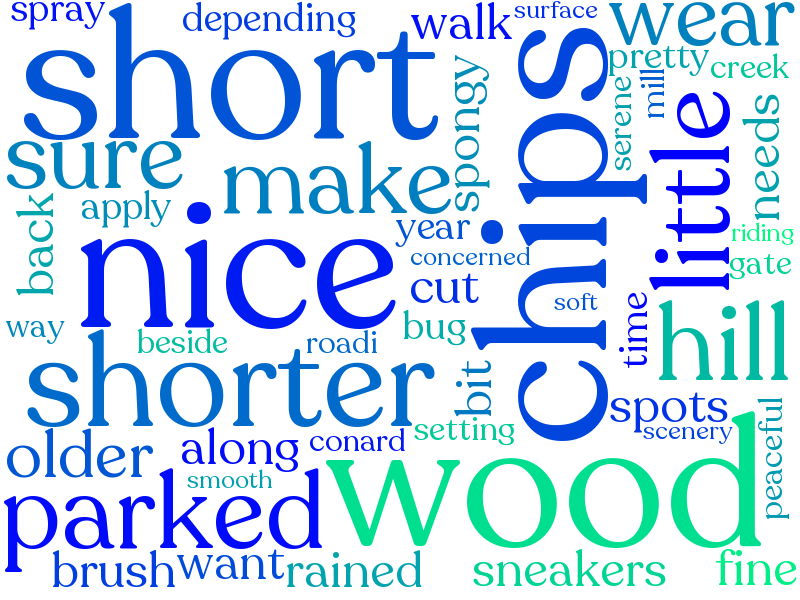 spray
depending
walk
surface
wear
short
chips
pretty
creek
spongy
serene
mill
little
needs
sure
make
back
apply
nice
year
concerned
riding
gate
cut
soft
way
beside
roadi
bug
time
hill
shorter
bit
spots
older
along
conard
setting
scenery
peaceful
smooth
parked
wood
brush
want
rained
sneakers
fine